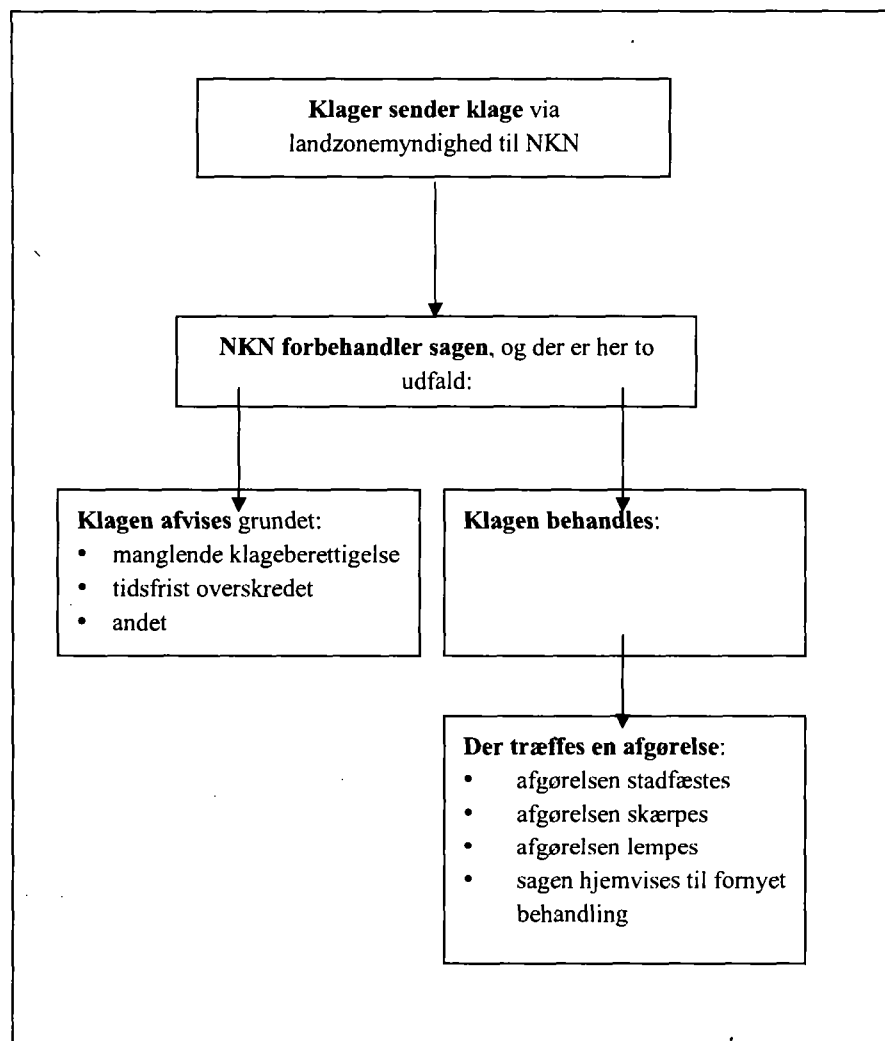 Klager sender klage via
landzonemyndighed til NKN
NKN forbehandler sagen, og der er her to
udfald:
Klagen afvises grundet:
• manglende klageberettigelse
• tidsfrist overskredet
• andet
Klagen behandles:
Der træffes en afgørelse:
• afgørelsen stadfæstes
• afgørelsen skærpes
• afgørelsen lempes
• sagen hjemvises til fornyet
behandling